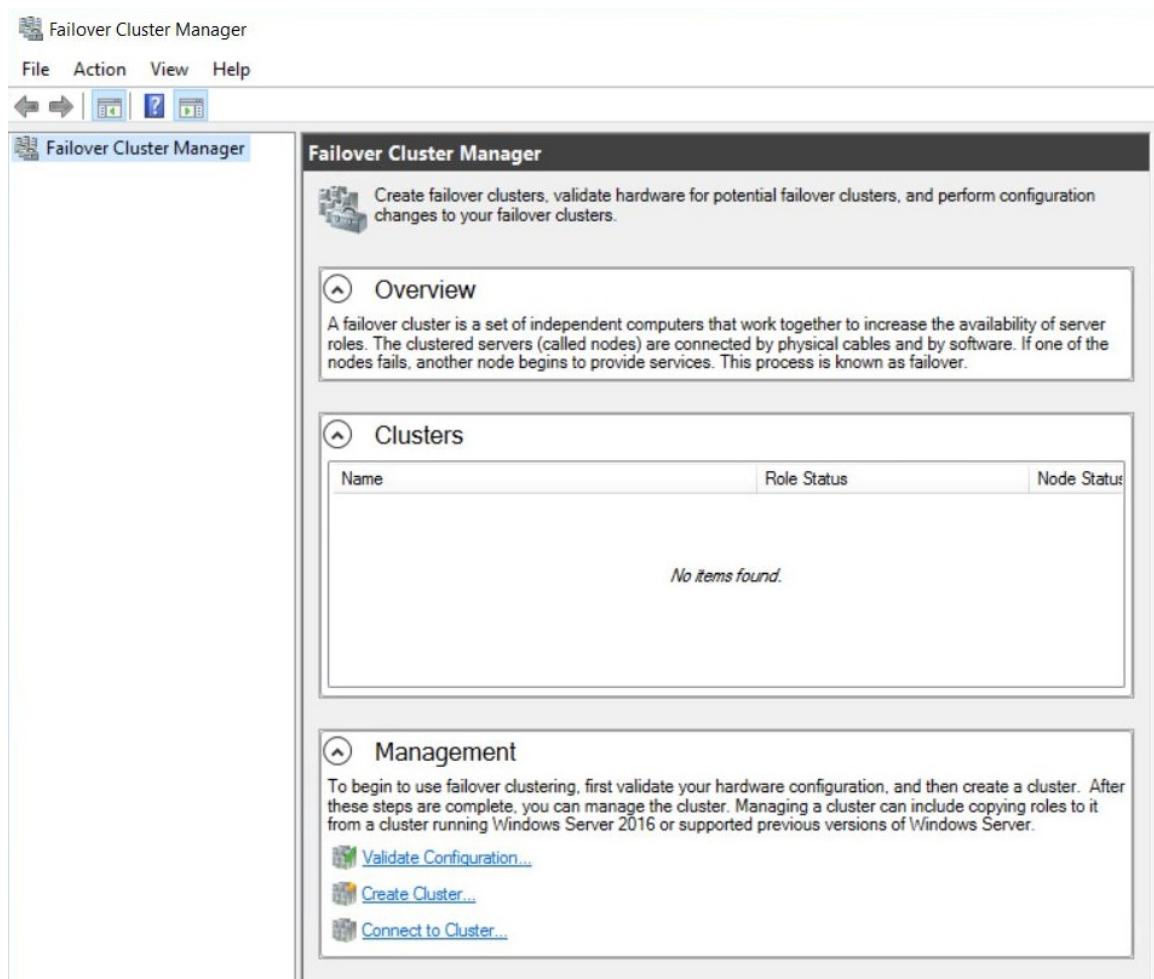 Failover Cluster Manager
File Action View Help
Failover Cluster Manager
Failover Cluster Manager
Create failover clusters, validate hardware for potential failover clusters, and perform configuration
changes to your failover clusters.
Overview
A failover cluster is a set of independent computers that work together to increase the availability of server
roles. The clustered servers (called nodes) are connected by physical cables and by software. If one of the
nodes fails, another node begins to provide services. This process is known as failover.
Clusters
Name Role Status Node Status
No items found.
Management
To begin to use failover clustering, first validate your hardware configuration, and then create a cluster. After
these steps are complete, you can manage the cluster. Managing a cluster can include copying roles to it
from a cluster running Windows Server 2016 or supported previous versions of Windows Server.
Validate Configuration...
Create Cluster...
Connect to Cluster...